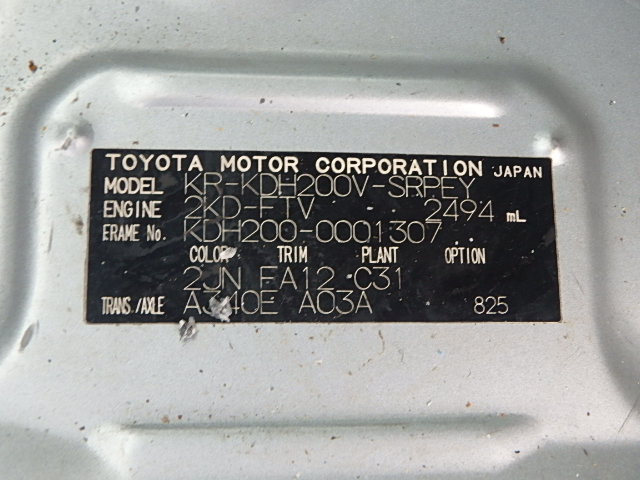 TOYOTA MOTOR CORPORATION JAPAN
MODEL KR-KDH200V-SRPEY
ENGINE 2KD-FTV 2494 mL
FRAME No. KDH200-0001307
COLOR TRIM PLANT OPTION
2JN FA12 C31
TRANS./AXLE A340E A03A 825